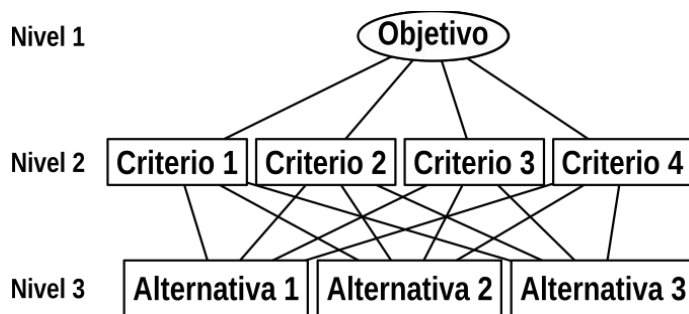 Nivel 1 Objetivo
Nivel 2 Criterio 1 Criterio 2 Criterio 3 Criterio 4
Nivel 3 Alternativa 1 Alternativa 2 Alternativa 3